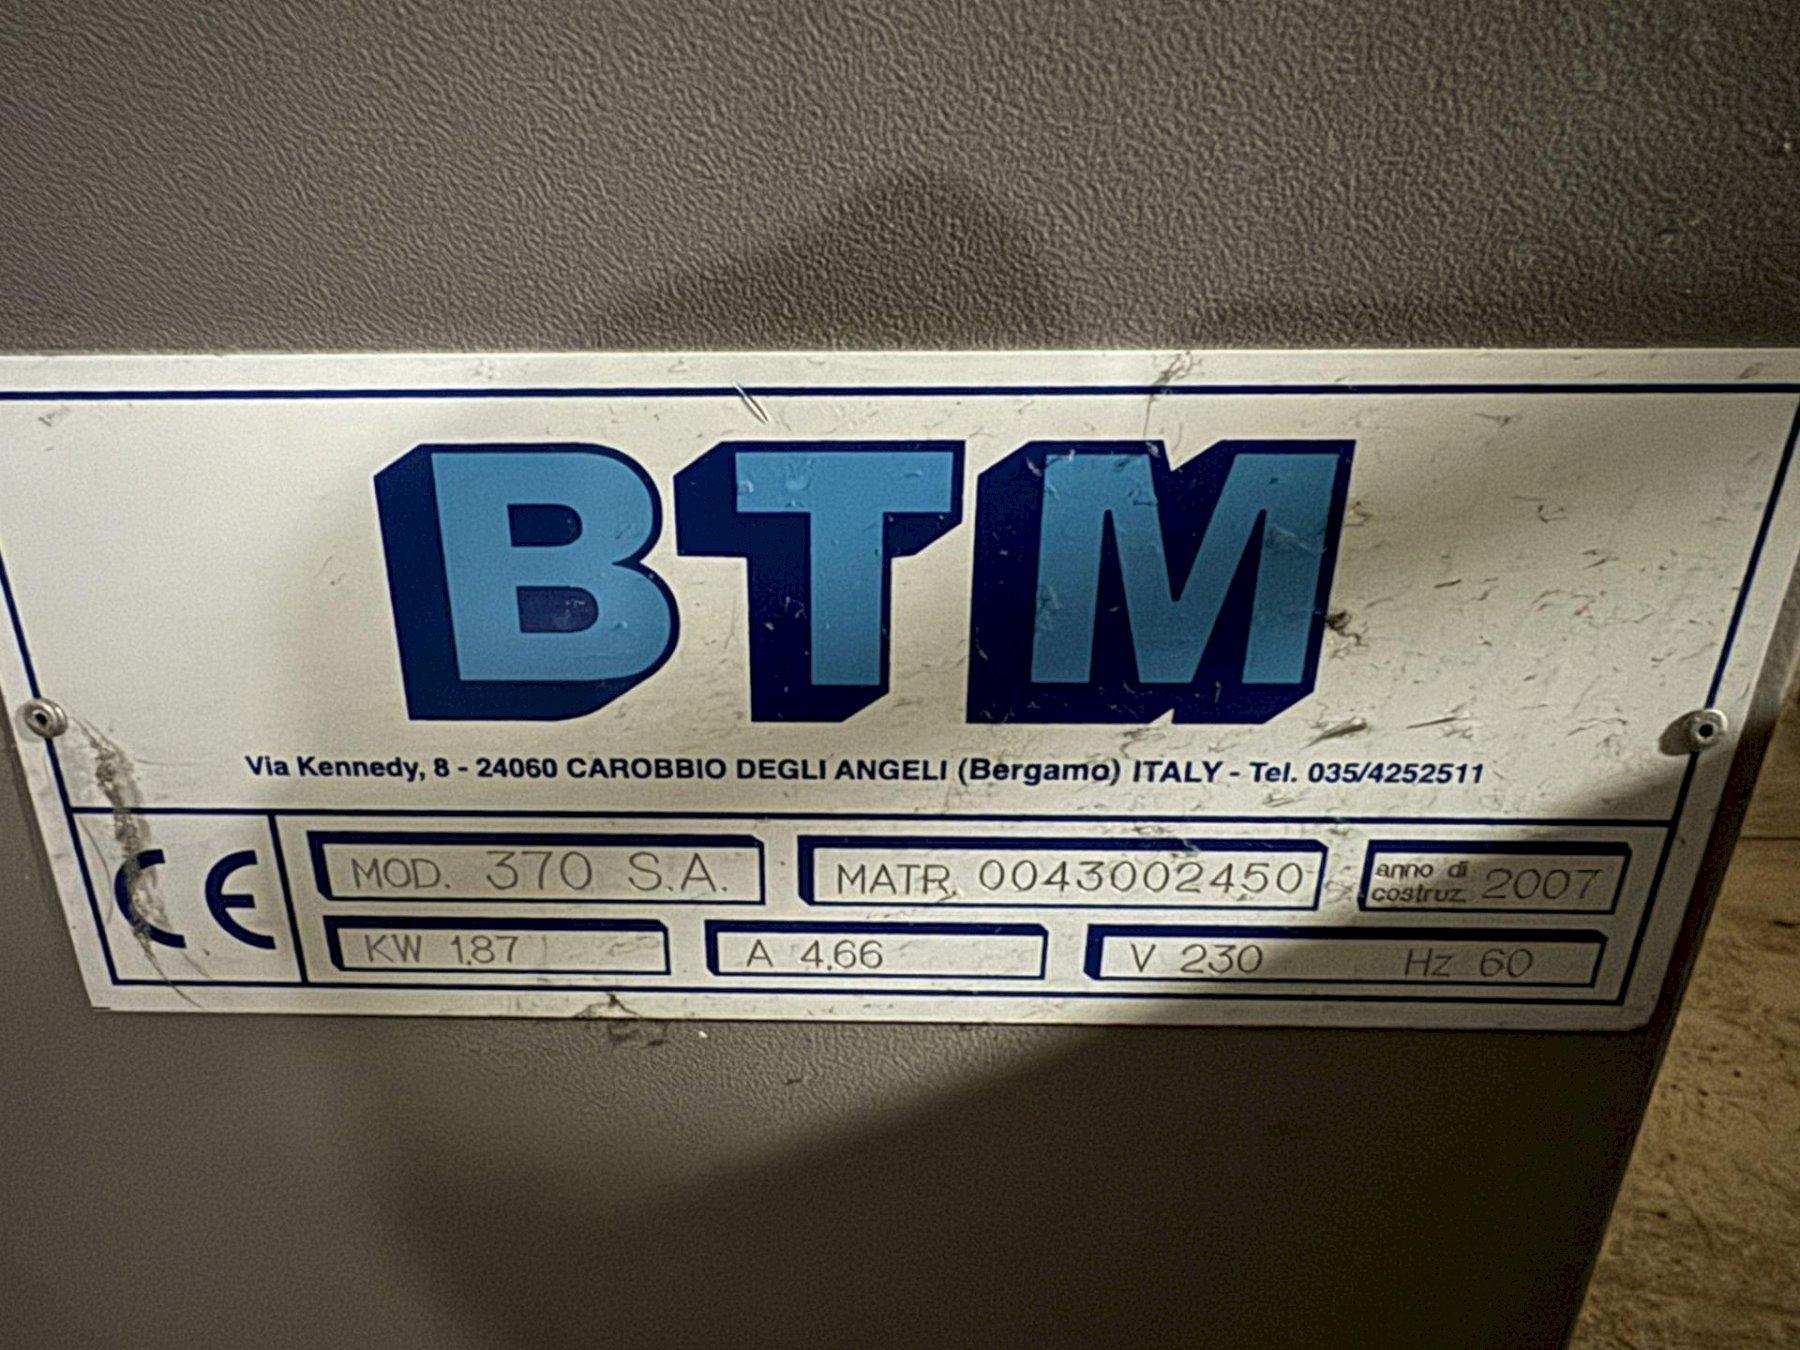 BTM
Via Kennedy, 8 - 24060 CAROBBIO DEGLI ANGELI (Bergamo) ITALY - Tel. 035/4252511
CE
MOD. 370 S.A.
MATR. 0043002450
anno di
costruz. 2007
KW 1.87
A 4.66
V 230 Hz 60